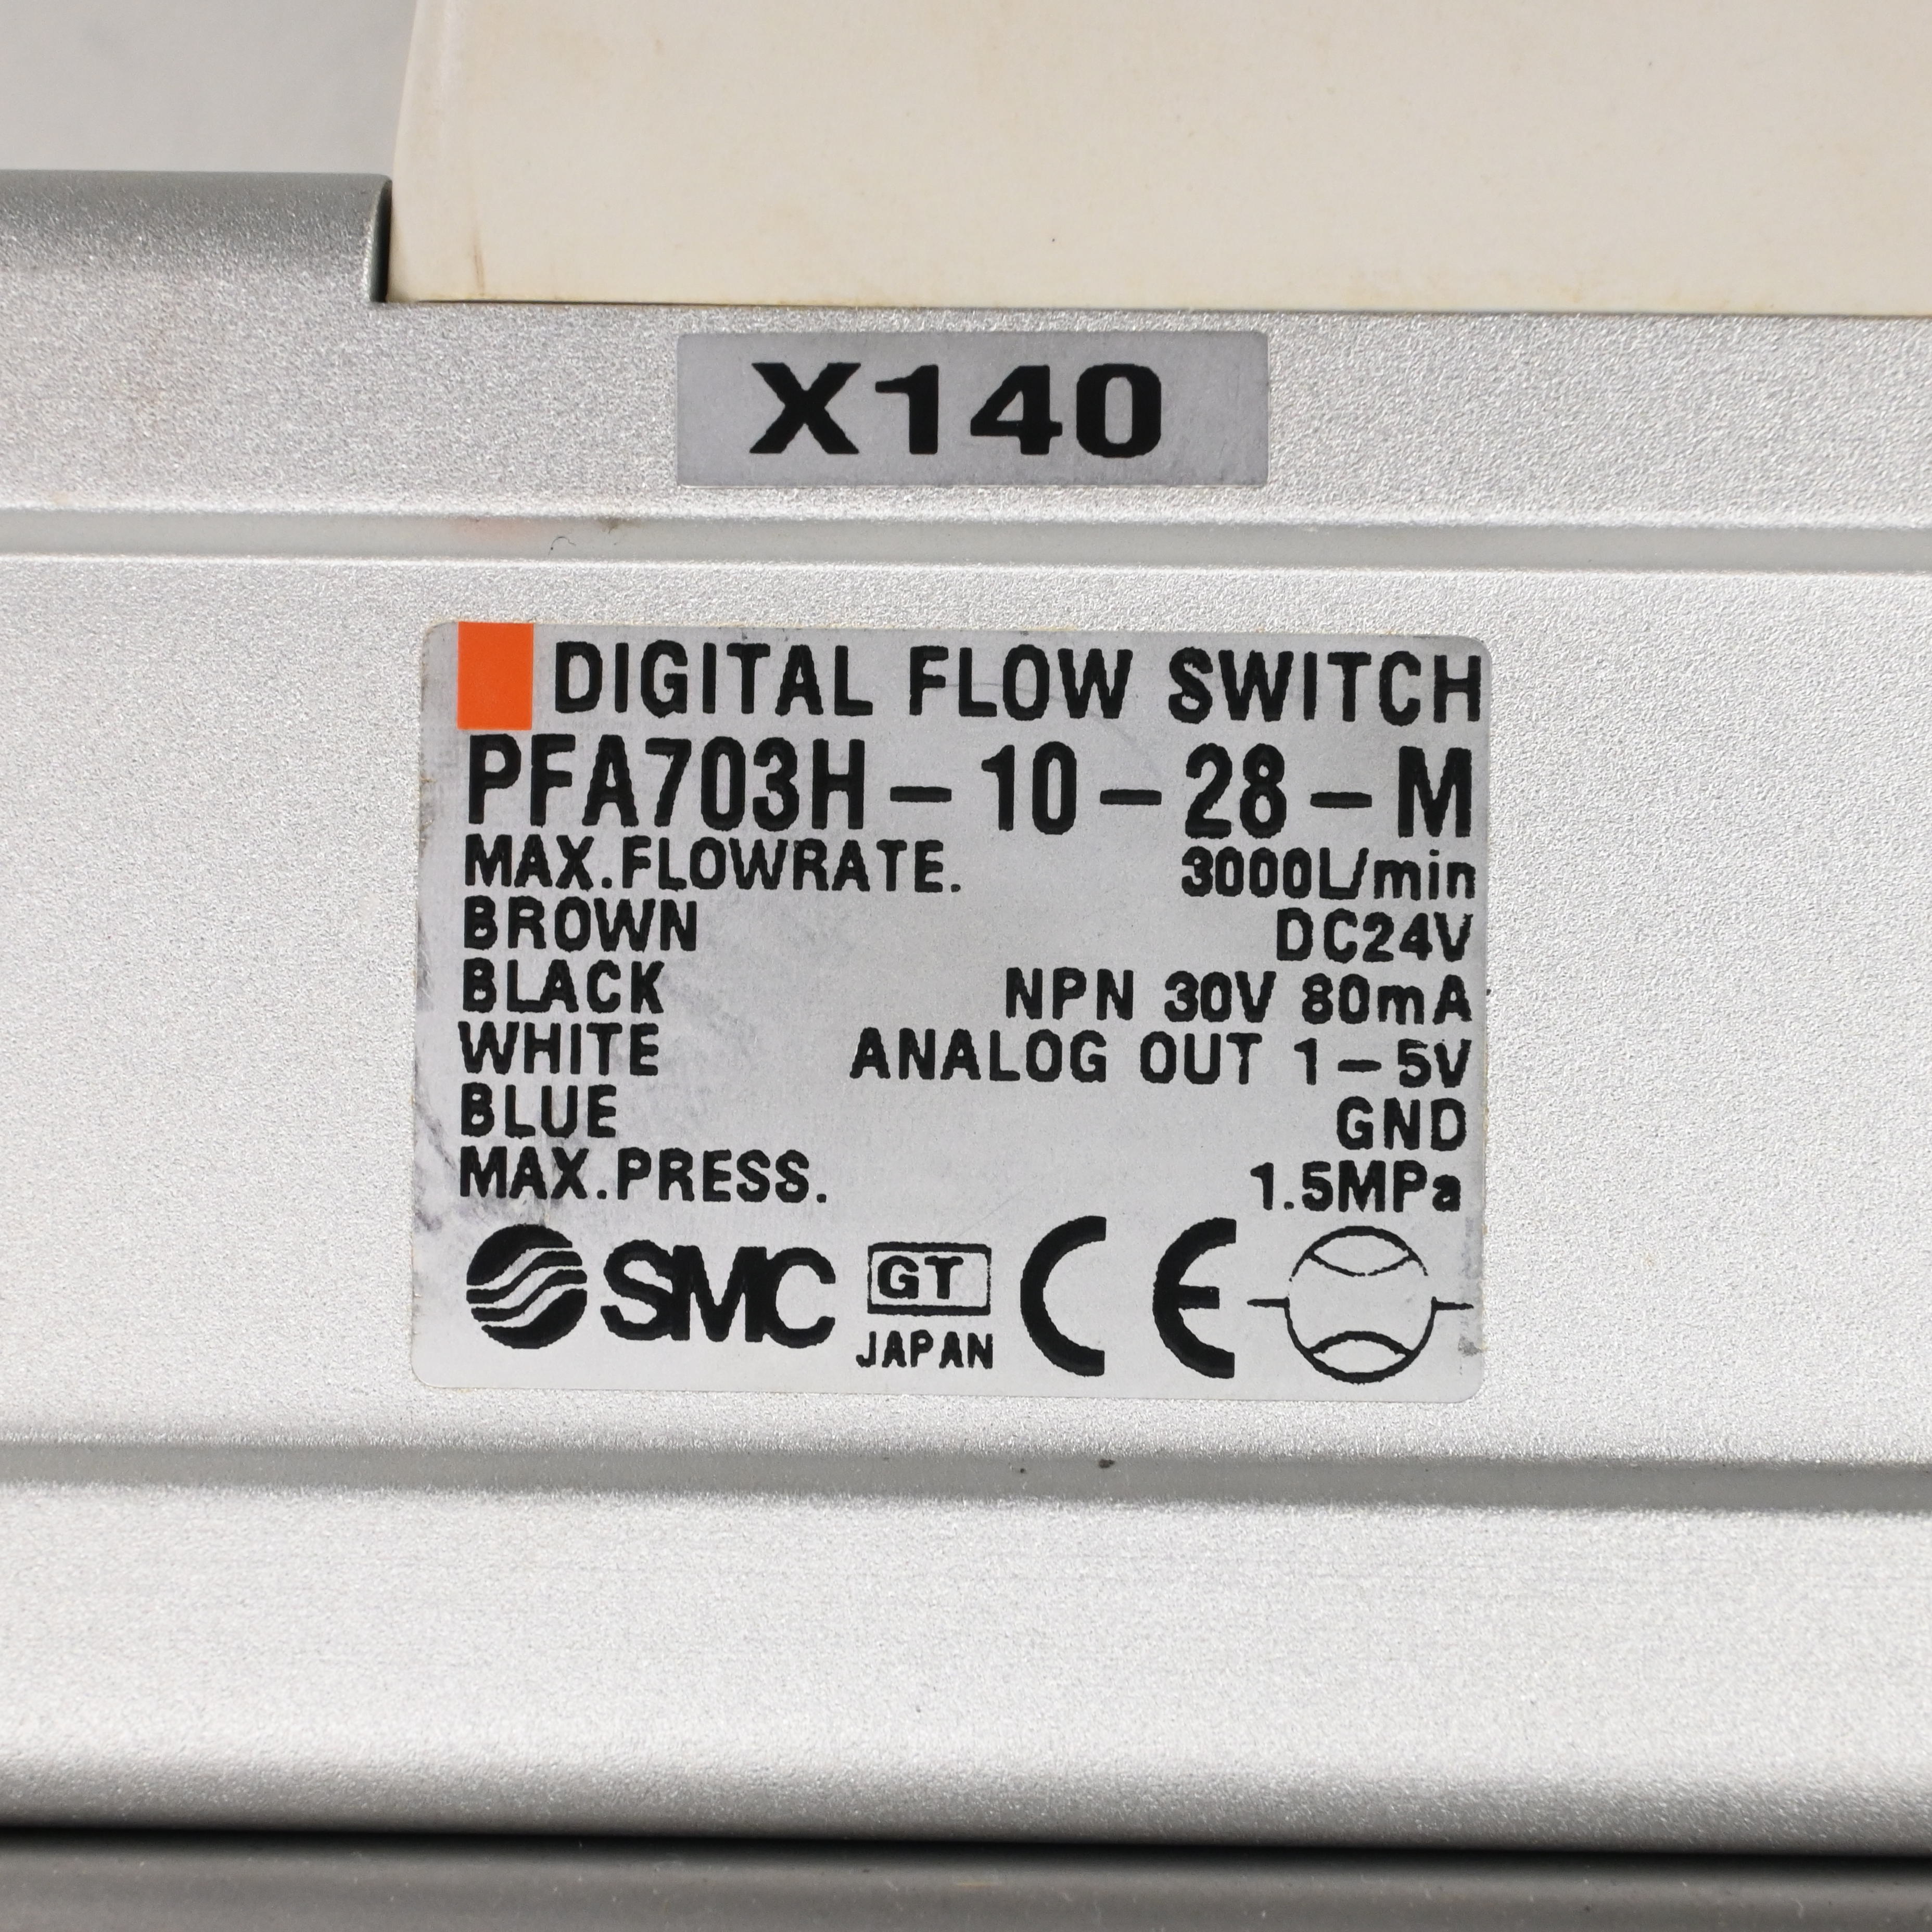 X140
DIGITAL FLOW SWITCH
PFA703H-10-28-M
MAX.FLOWRATE. 3000L/min
BROWN DC24V
BLACK NPN 30V 80mA
WHITE ANALOG OUT 1-5V
BLUE GND
MAX.PRESS. 1.5MPa
SMC GT CE
JAPAN